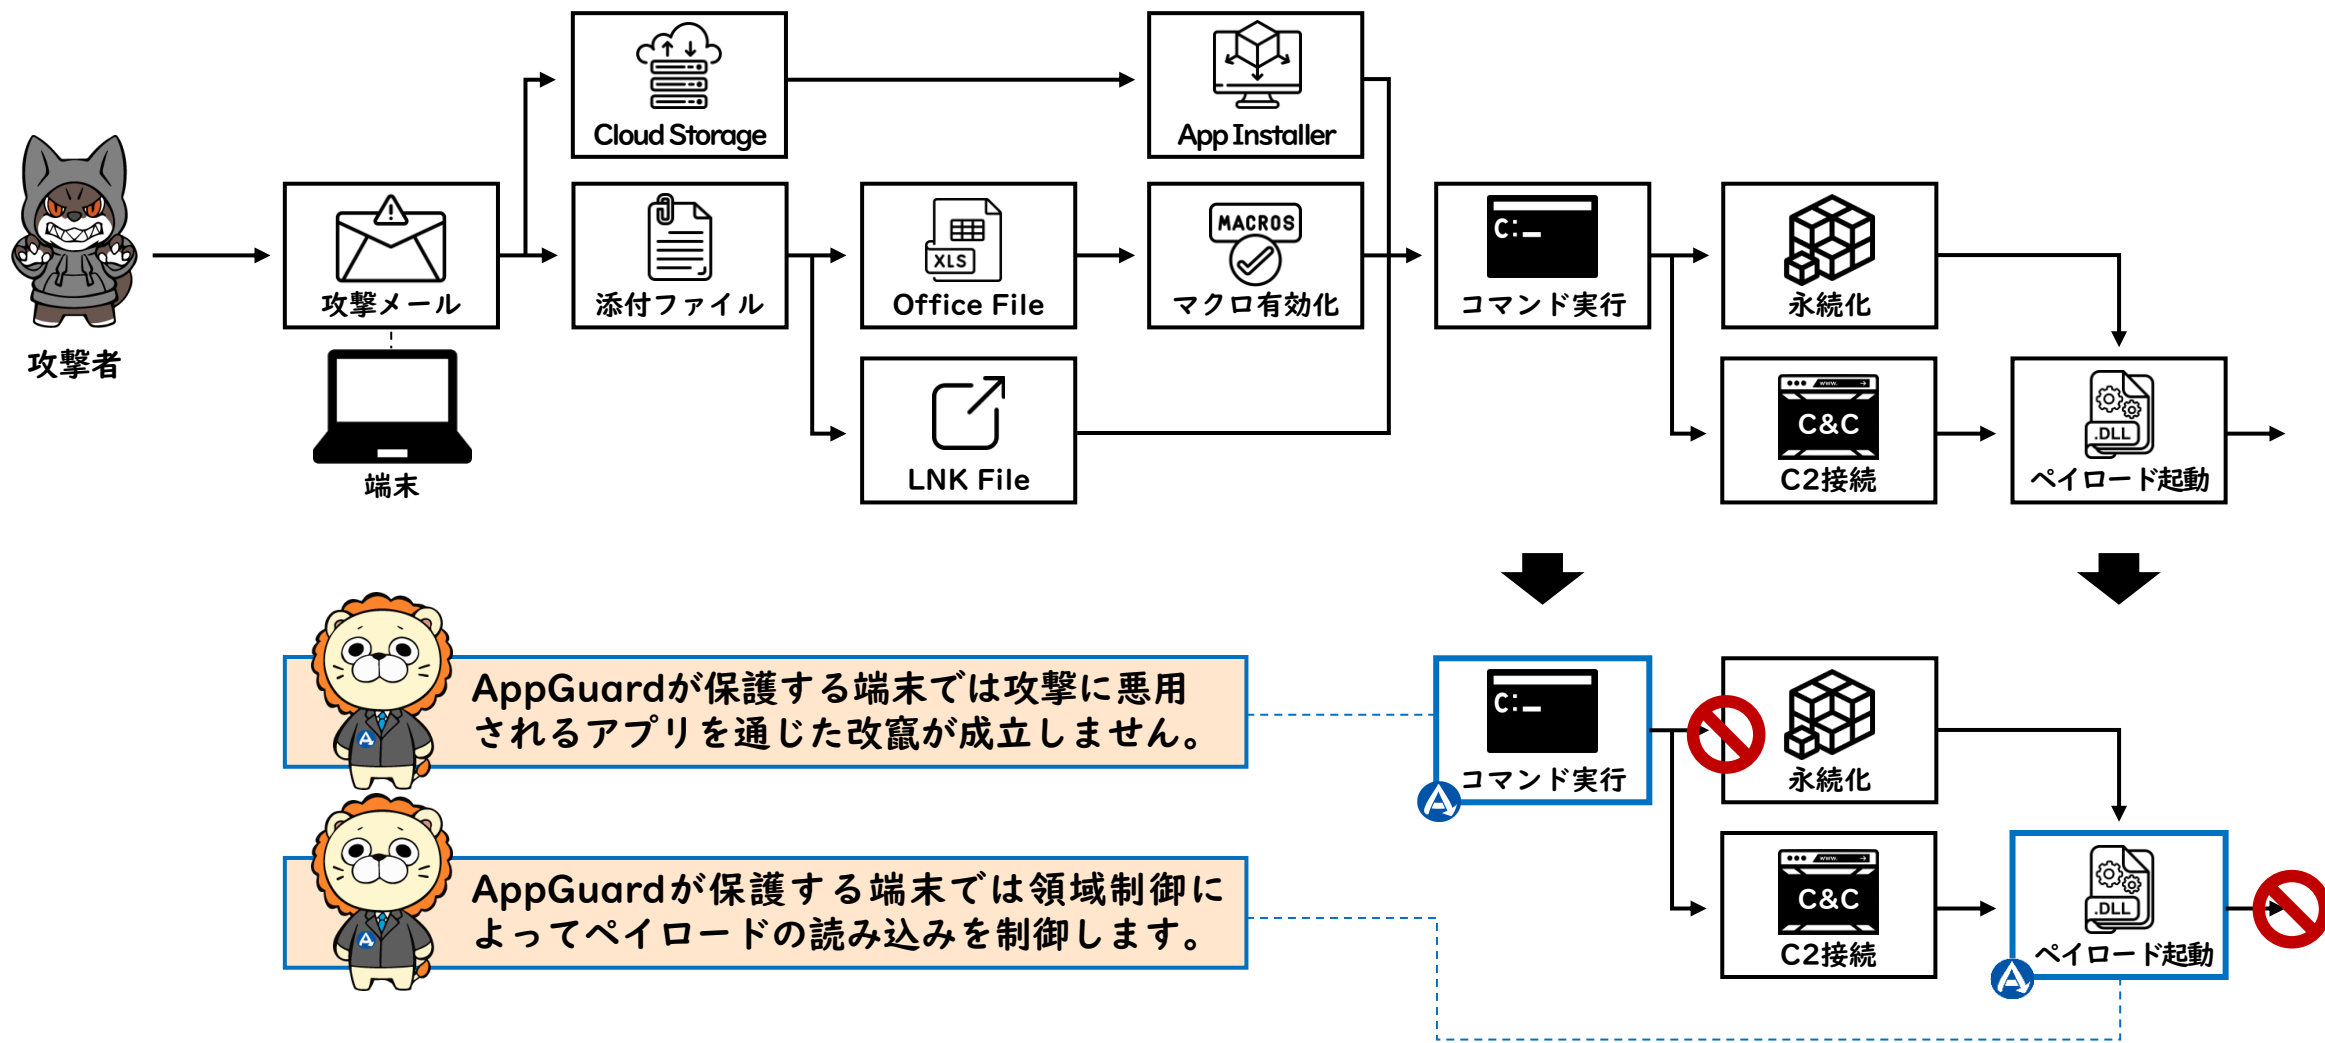 Cloud Storage
App Installer
攻撃者
攻撃メール
端末
添付ファイル
XLS
Office File
MACROS
マクロ有効化
LNK File
C:
コマンド実行
永続化
www.
C&C
C2接続
.DLL
ペイロード起動
AppGuardが保護する端末では攻撃に悪用
されるアプリを通じた改竄が成立しません。
AppGuardが保護する端末では領域制御に
よってペイロードの読み込みを制御します。
C:
コマンド実行
永続化
www.
C&C
C2接続
.DLL
ペイロード起動